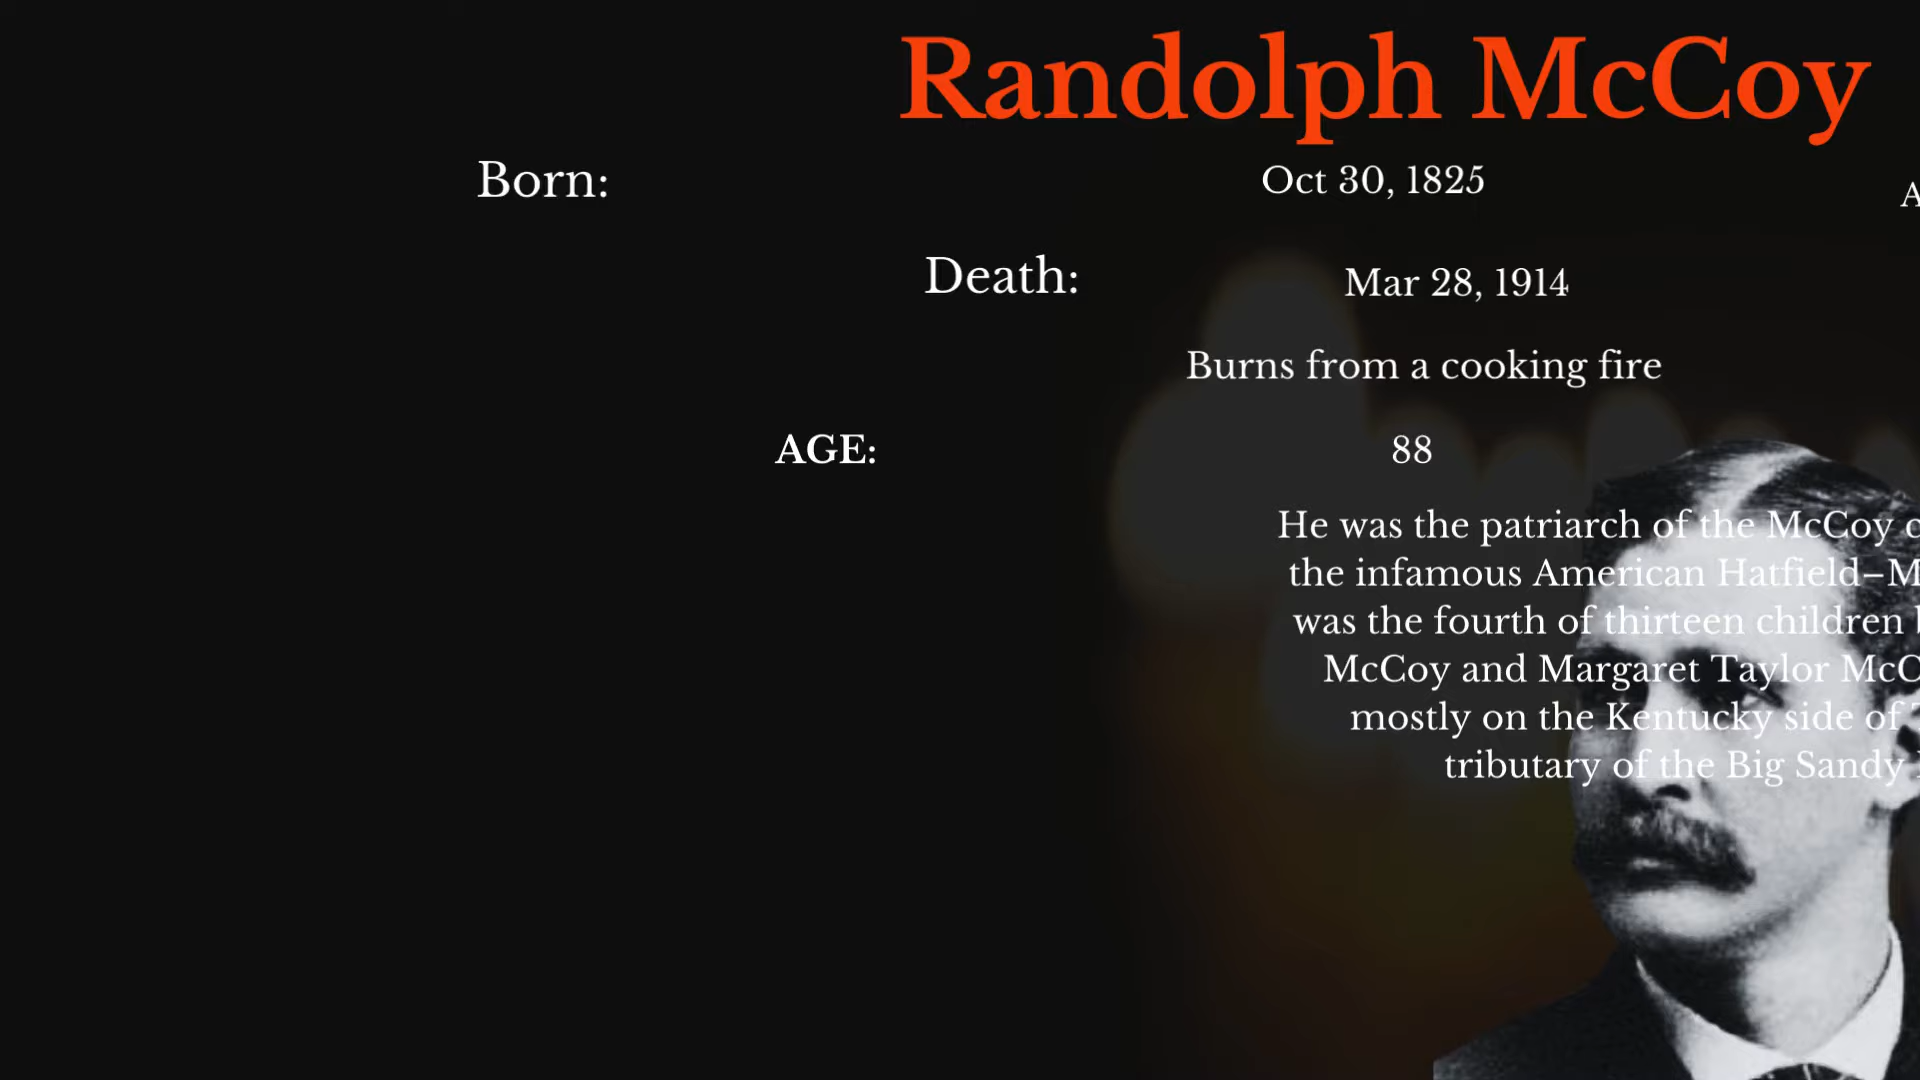 Randolph McCoy
Born:
Oct 30, 1825
Death:
Mar 28, 1914
Burns from a cooking fire
AGE:
88
He was the patriarch of the McCoy
the infamous American Hatfield–
was the fourth of thirteen children
McCoy and Margaret Taylor
mostly on the Kentucky side of
tributary of the Big Sandy